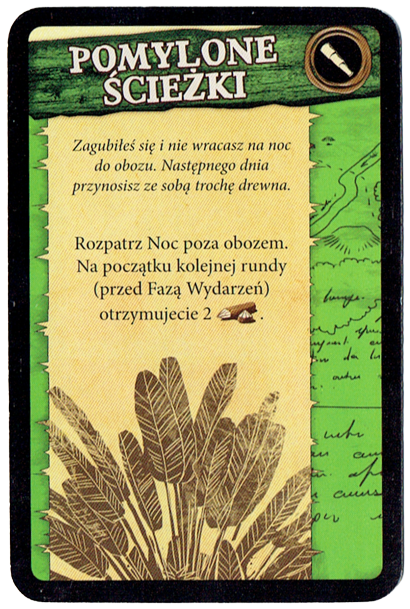 POMYLONE
ŚCIEŻKI
Zagubiłeś się i nie wracasz na noc
do obozu. Następnego dnia
przynosisz ze sobą trochę drewna.
Rozpatrz Noc poza obozem.
Na początku kolejnej rundy
(przed Fazą Wydarzeń)
otrzymujecie 2 .